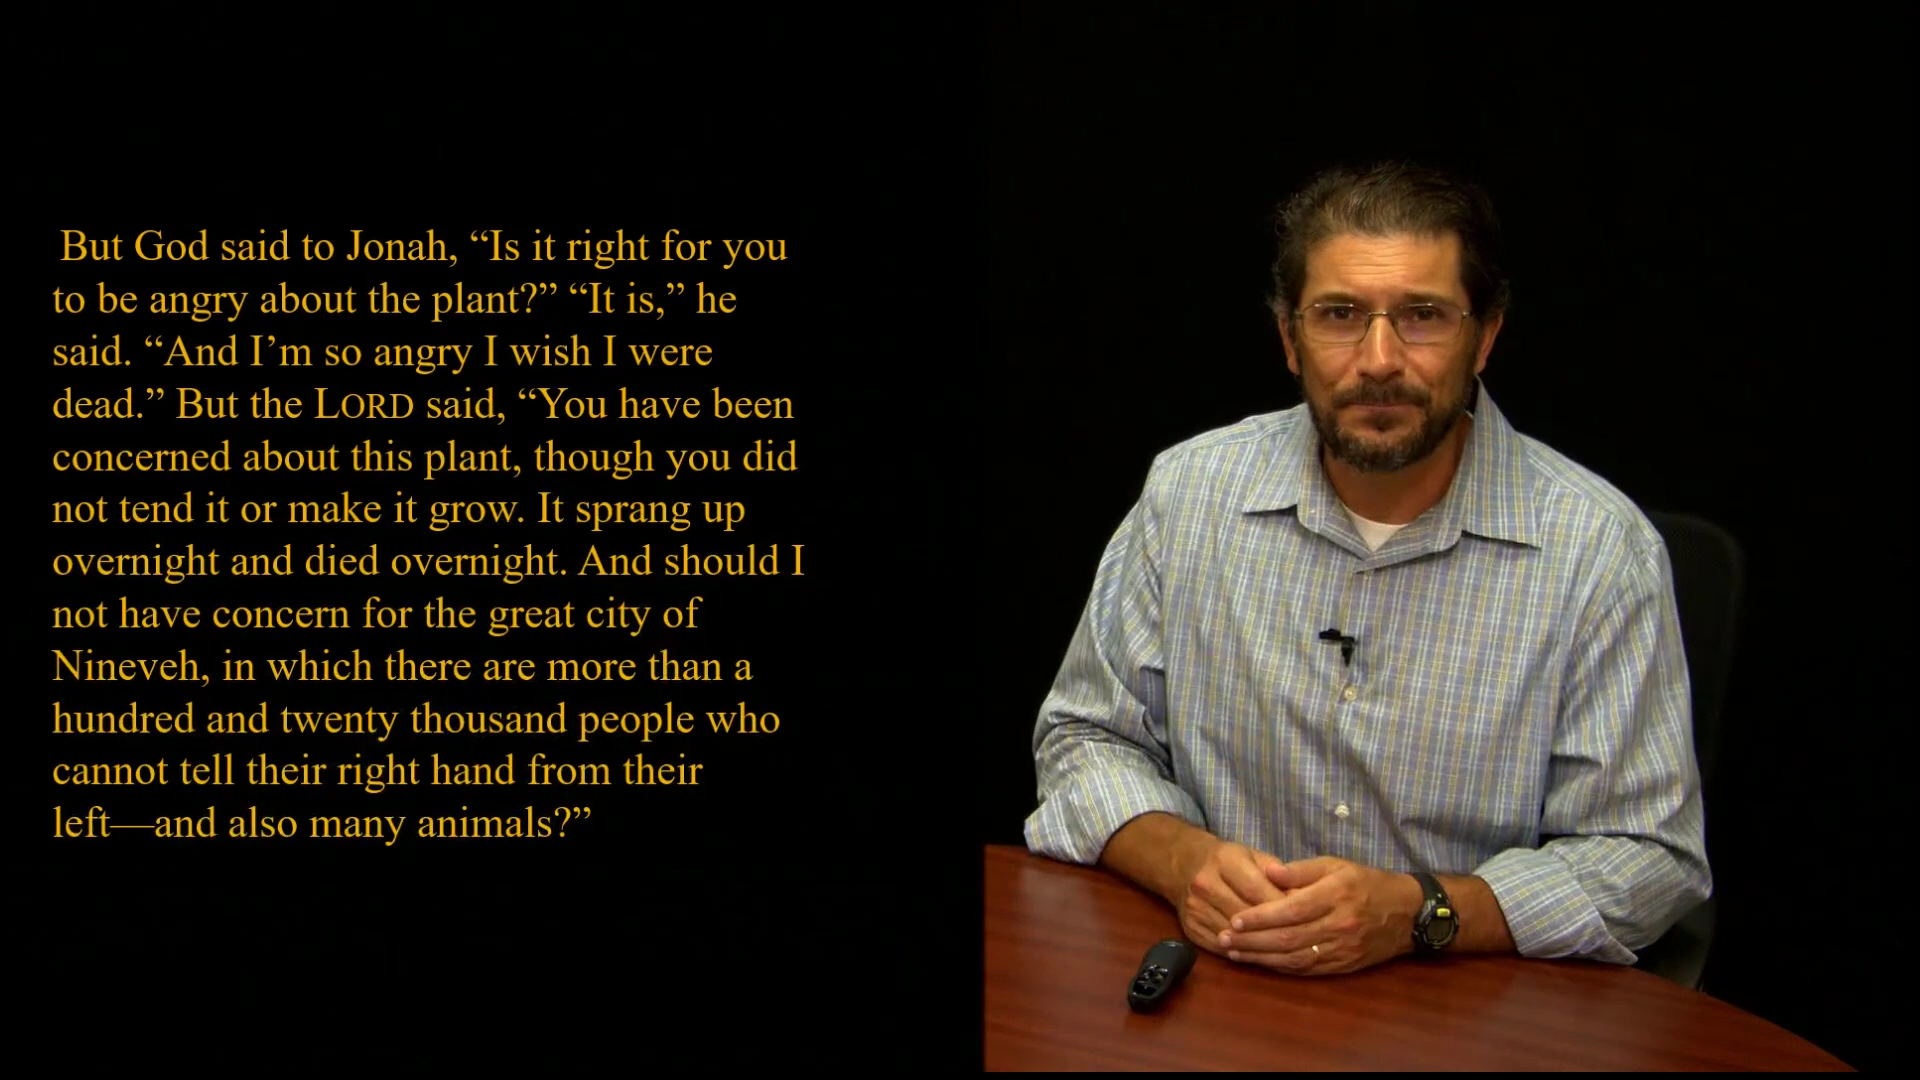 But God said to Jonah, “Is it right for you
to be angry about the plant?” “It is,” he
said. “And I’m so angry I wish I were
dead.” But the LORD said, “You have been
concerned about this plant, though you did
not tend it or make it grow. It sprang up
overnight and died overnight. And should I
not have concern for the great city of
Nineveh, in which there are more than a
hundred and twenty thousand people who
cannot tell their right hand from their
left—and also many animals?”